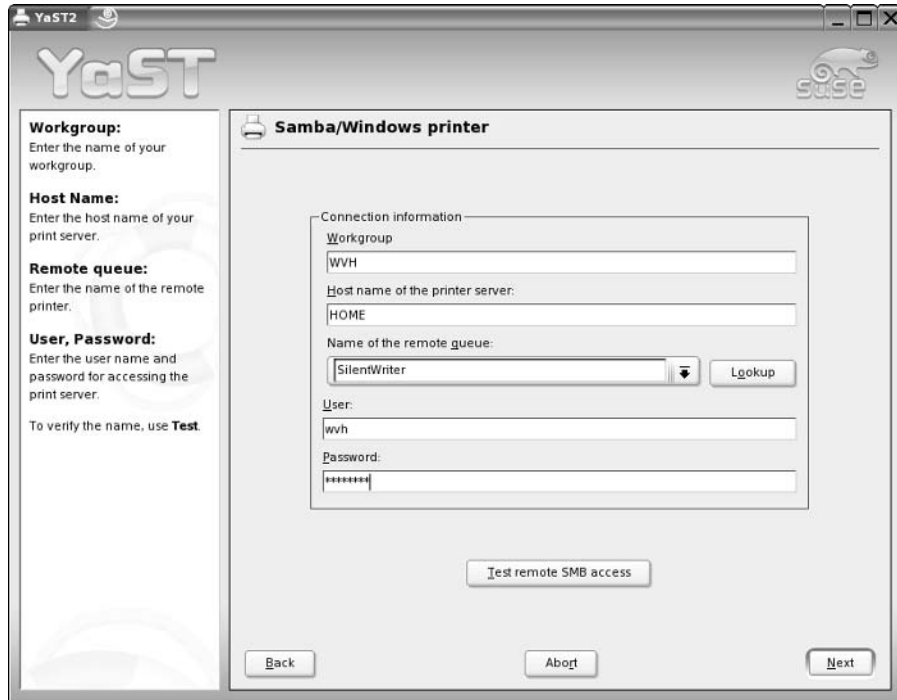 YaST2
YaST
suse
Workgroup:
Enter the name of your
workgroup.
Host Name:
Enter the host name of your
print server.
Remote queue:
Enter the name of the remote
printer.
User, Password:
Enter the user name and
password for accessing the
print server.
To verify the name, use Test.
Samba/Windows printer
Connection information
Workgroup
WVH
Host name of the printer server:
HOME
Name of the remote queue:
SilentWriter
Lookup
User:
wvh
Password:
********
Test remote SMB access
Back
Abort
Next